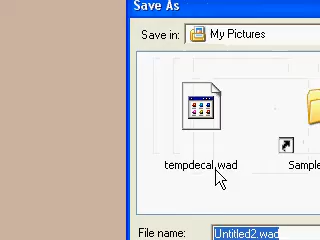 Save As
Save in: My Pictures
tempdecal.wad
Sample
File name: Untitled2.wad